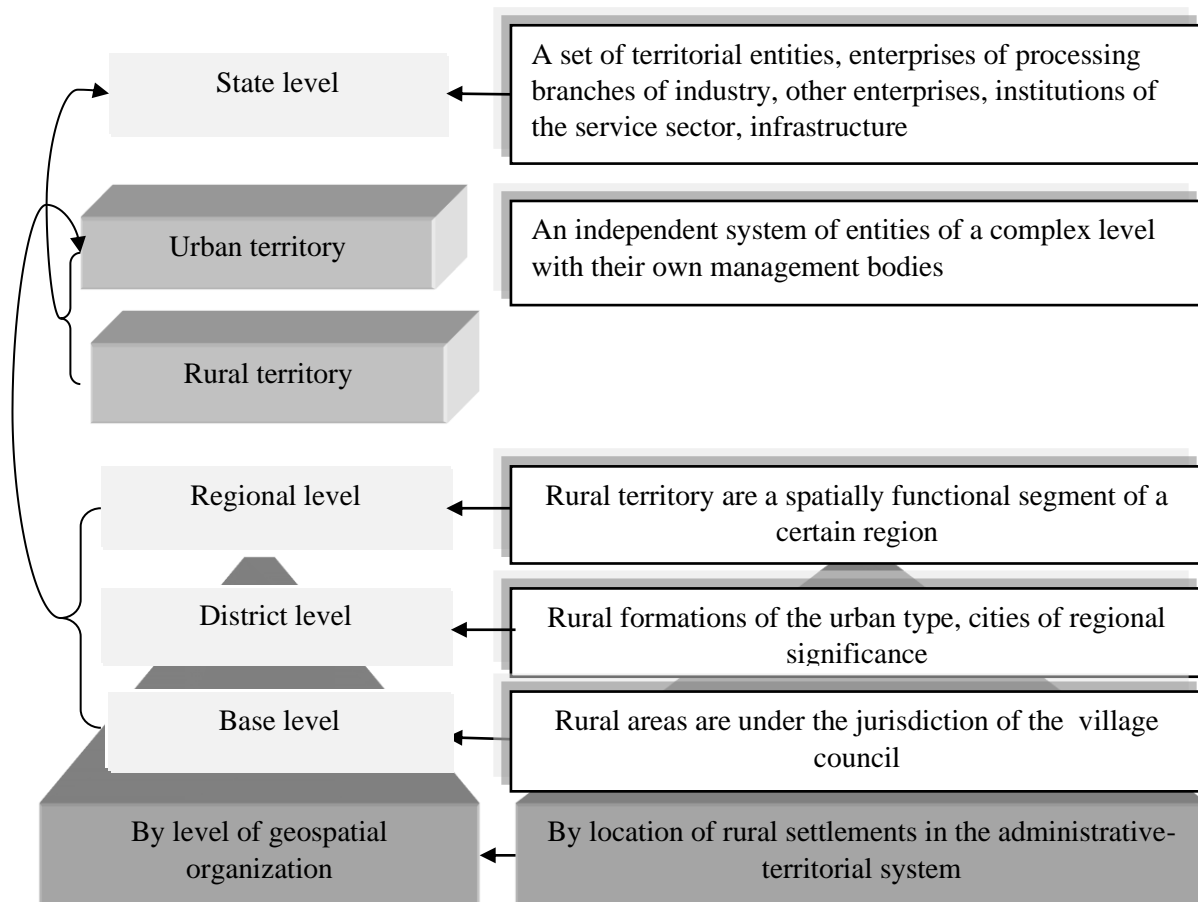 State level
A set of territorial entities, enterprises of processing
branches of industry, other enterprises, institutions of
the service sector, infrastructure
Urban territory
An independent system of entities of a complex level
with their own management bodies
Rural territory
Regional level
Rural territory are a spatially functional segment of a
certain region
District level
Rural formations of the urban type, cities of regional
significance
Base level
Rural areas are under the jurisdiction of the village
council
By level of geospatial
organization
By location of rural settlements in the administrative-
territorial system